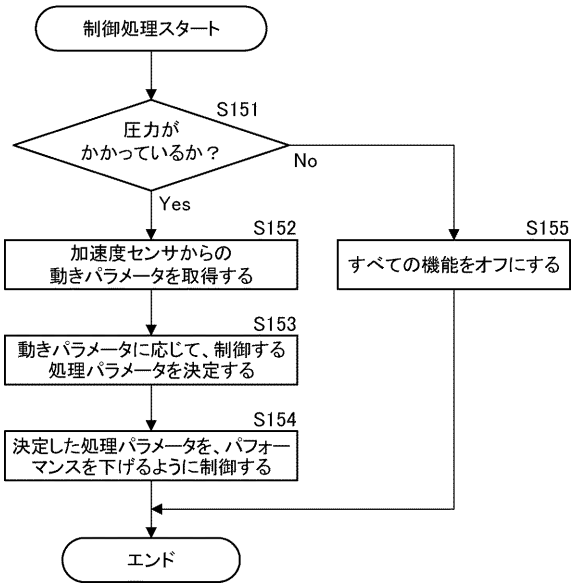 制御処理スタート
S151
圧力が
かかっているか？
No
Yes
S152
加速度センサからの
動きパラメータを取得する
S155
すべての機能をオフにする
S153
動きパラメータに応じて、制御する
処理パラメータを決定する
S154
決定した処理パラメータを、パフォー
マンスを下げるように制御する
エンド